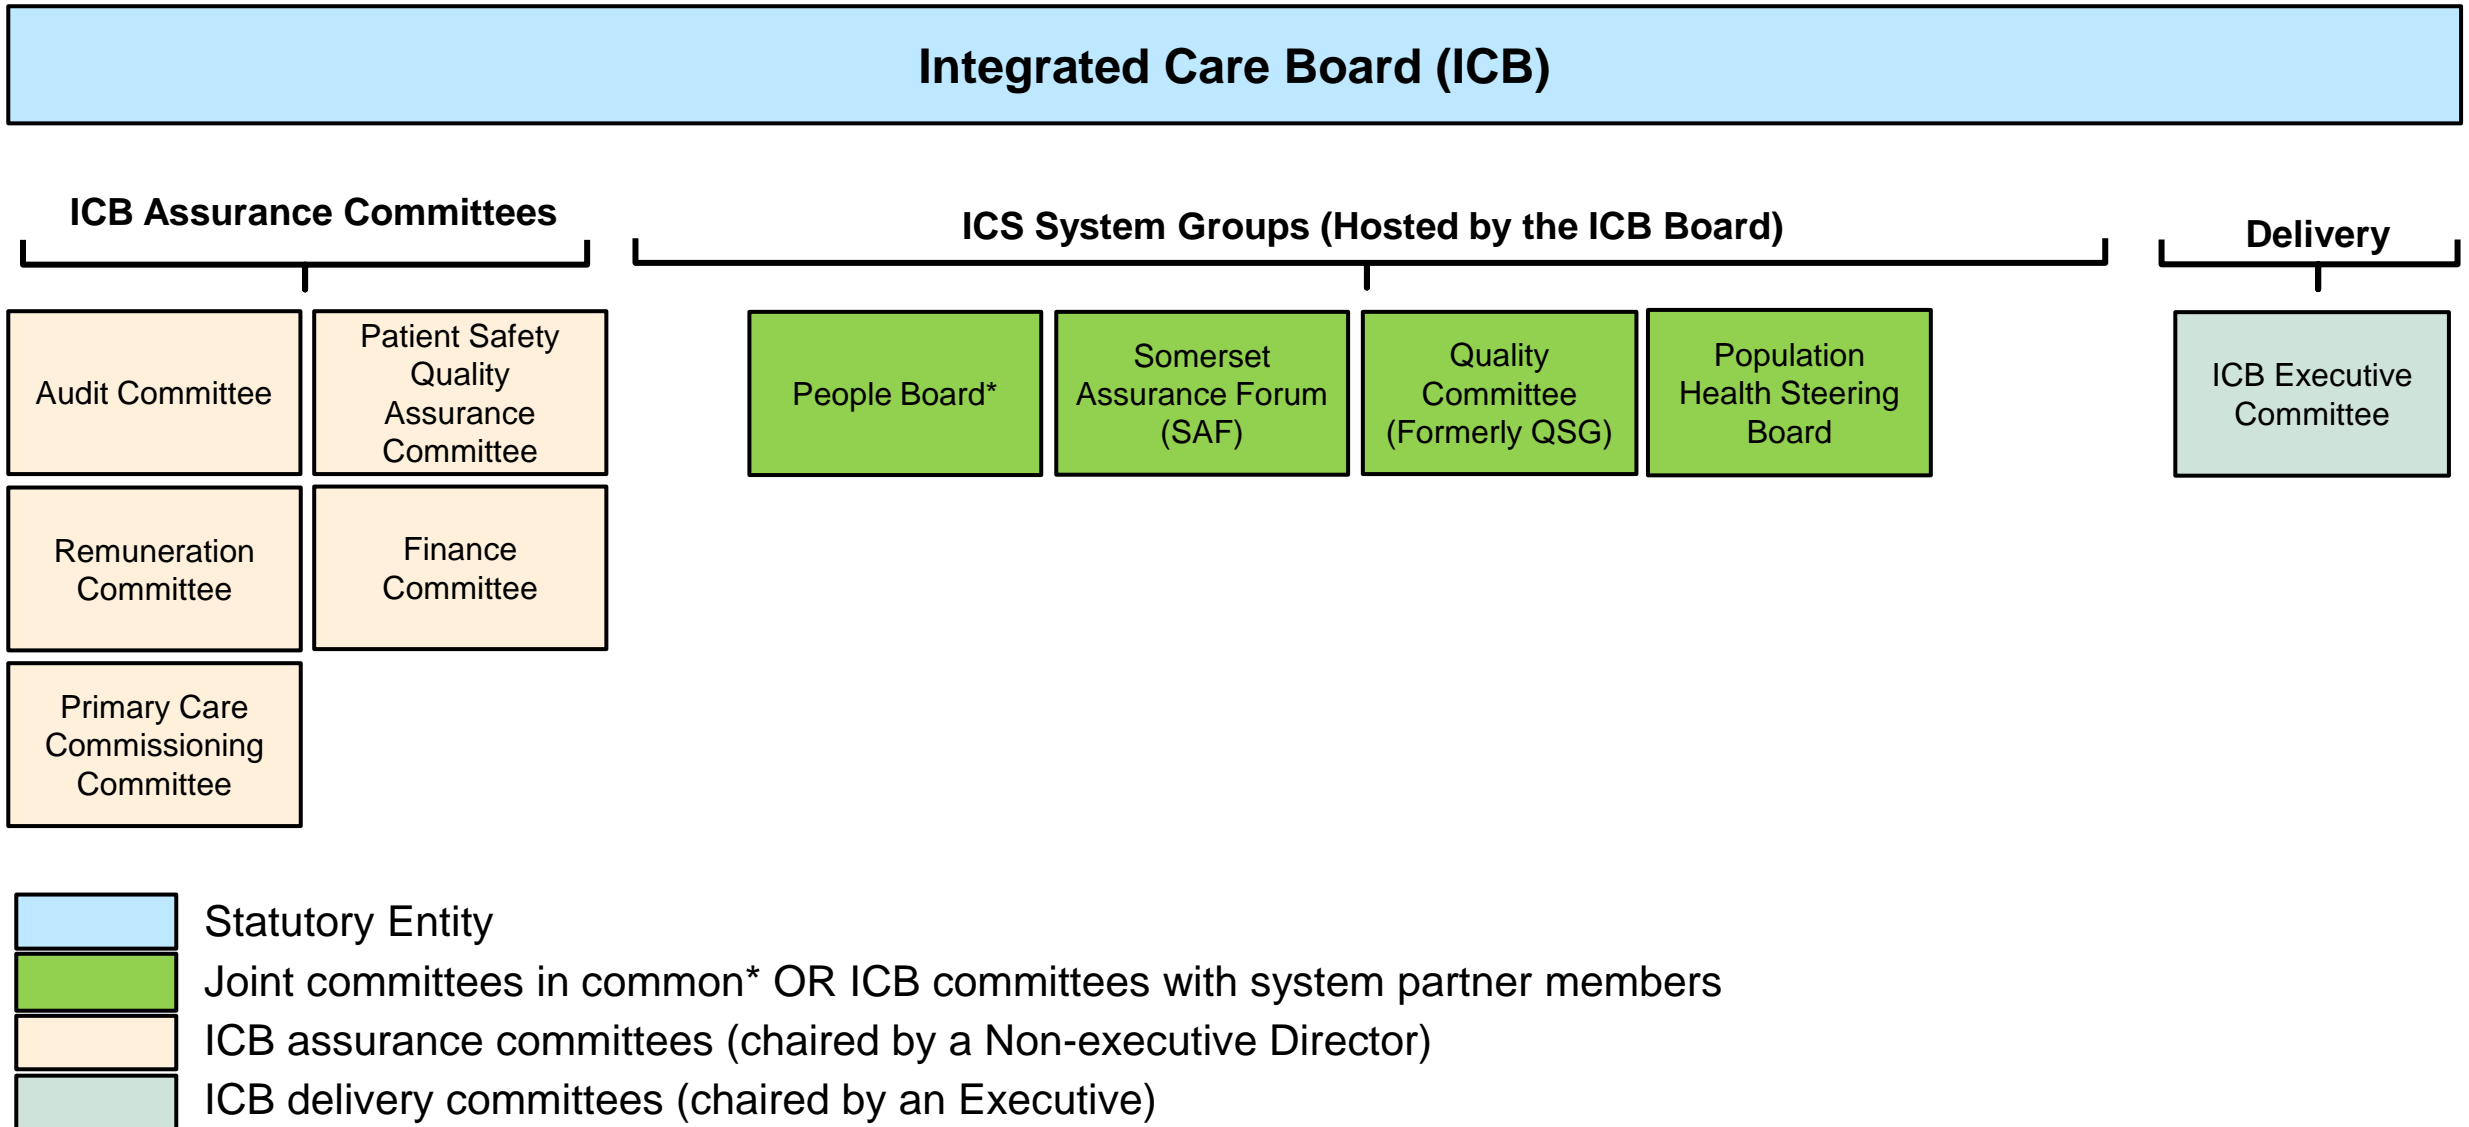 Integrated Care Board (ICB)
ICB Assurance Committees
ICS System Groups (Hosted by the ICB Board)
Delivery
Audit Committee
Patient Safety
Quality
Assurance
Committee
Remuneration
Committee
Finance
Committee
Primary Care
Commissioning
Committee
People Board*
Somerset
Assurance Forum
(SAF)
Quality
Committee
(Formerly QSG)
Population
Health Steering
Board
ICB Executive
Committee
Statutory Entity
Joint committees in common* OR ICB committees with system partner members
ICB assurance committees (chaired by a Non-executive Director)
ICB delivery committees (chaired by an Executive)